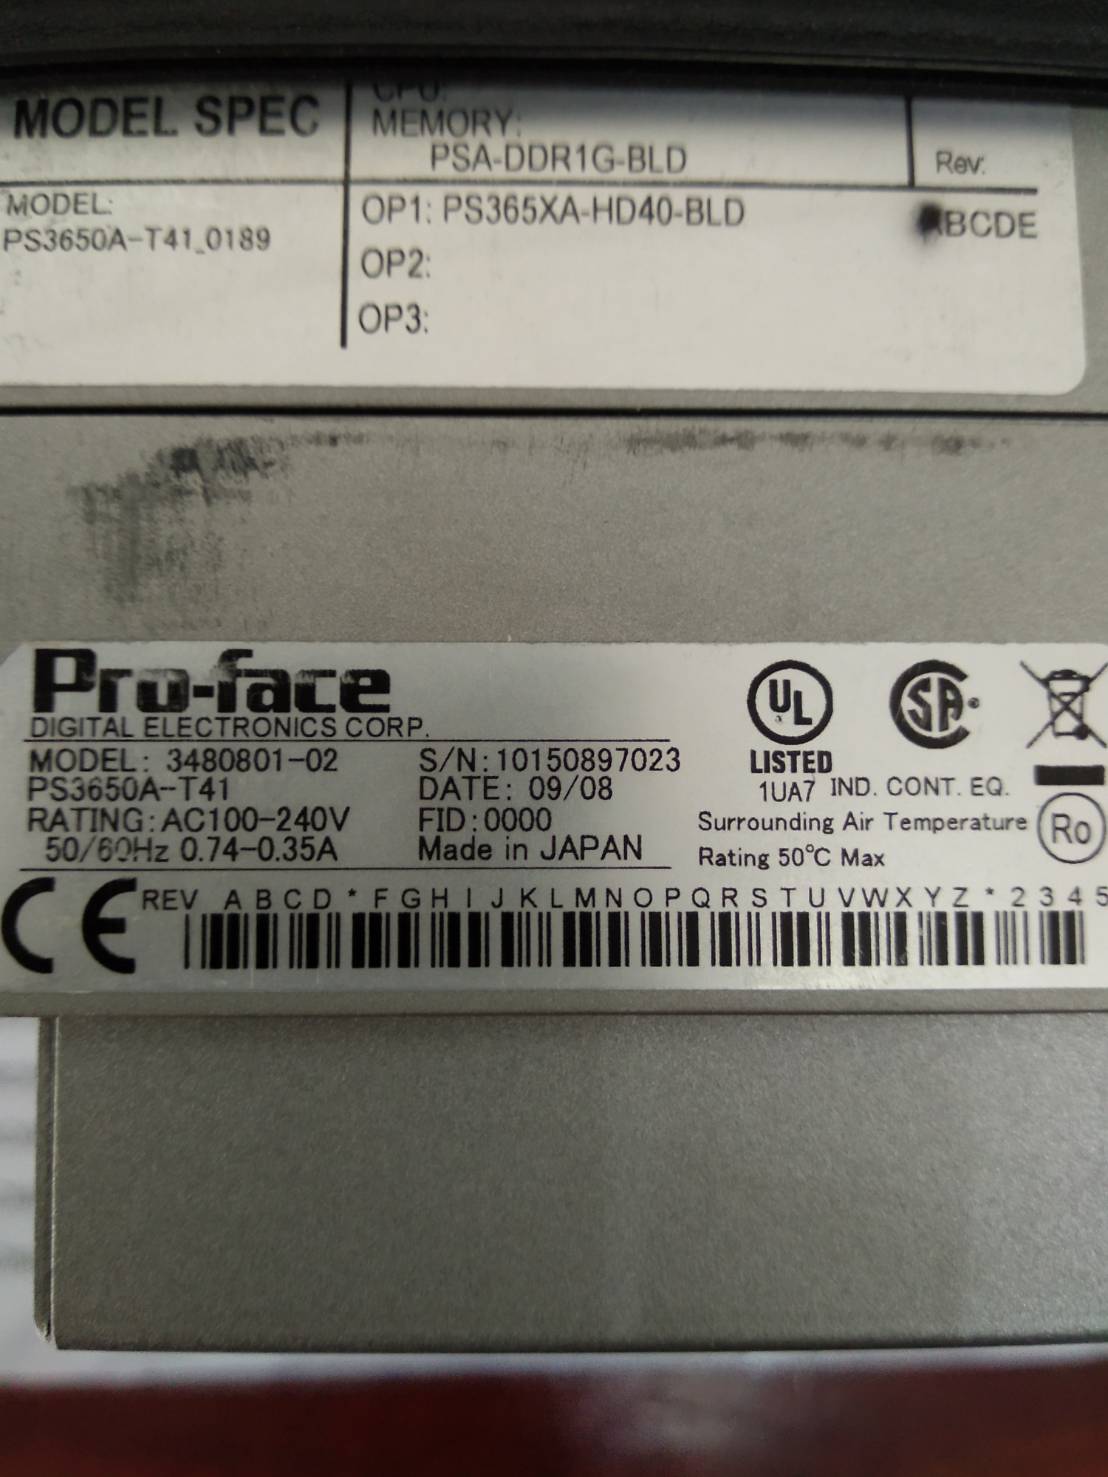 MODEL SPEC
CPU:
MEMORY:
PSA-DDR1G-BLD
Rev:
MODEL:
PS3650A-T41_0189
OP1: PS365XA-HD40-BLD
BCDE
OP2:
OP3:
Pro-face
DIGITAL ELECTRONICS CORP.
MODEL: 3480801-02
PS3650A-T41
RATING: AC100-240V
50/60Hz 0.74-0.35A
S/N: 10150897023
DATE: 09/08
FID: 0000
Made in JAPAN
UL
LISTED
1UA7 IND. CONT. EQ.
SA
Surrounding Air Temperature
Rating 50°C Max
Ro
CE
REV A B C D * F G H I J K L M N O P Q R S T U V W X Y Z * 2 3 4 5